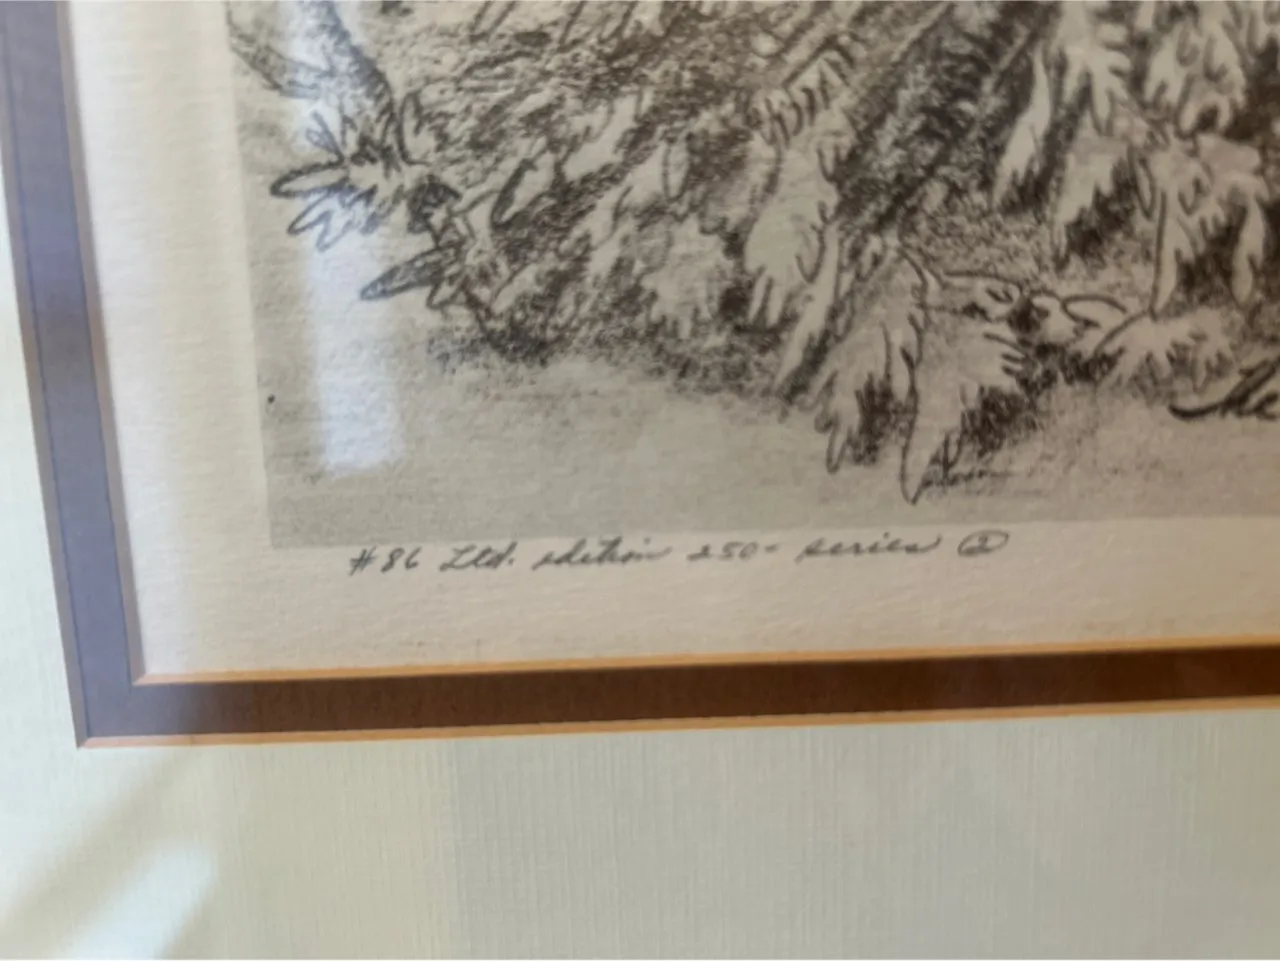 #86 Ltd. edition 250- series ②